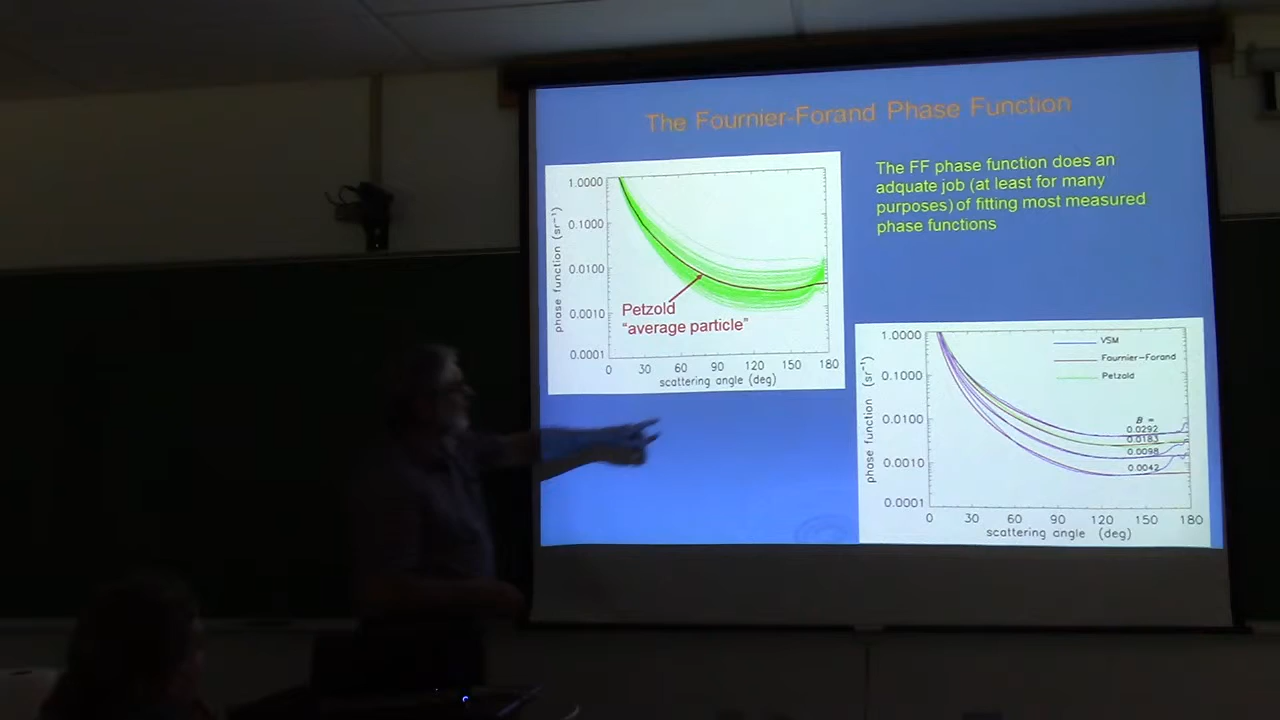 The Fournier-Forand Phase Function
The FF phase function does an
adquate job (at least for many
purposes) of fitting most measured
phase functions
1.0000
0.1000
0.0100
0.0010
0.0001
phase function (sr⁻¹)
Petzold
"average particle"
0 30 60 90 120 150 180
scattering angle (deg)
1.0000
0.1000
0.0100
0.0010
0.0001
phase function (sr⁻¹)
VSM
Fournier-Forand
Petzold
B =
0.0292
0.0183
0.0098
0.0042
0 30 60 90 120 150 180
scattering angle (deg)